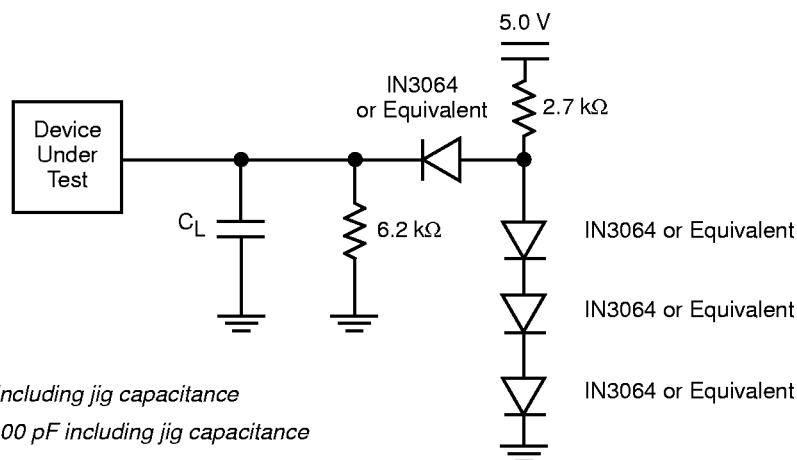 5.0 V
IN3064
or Equivalent
2.7 kΩ
Device
Under
Test
CL
6.2 kΩ
IN3064 or Equivalent
IN3064 or Equivalent
IN3064 or Equivalent
including jig capacitance
00 pF including jig capacitance